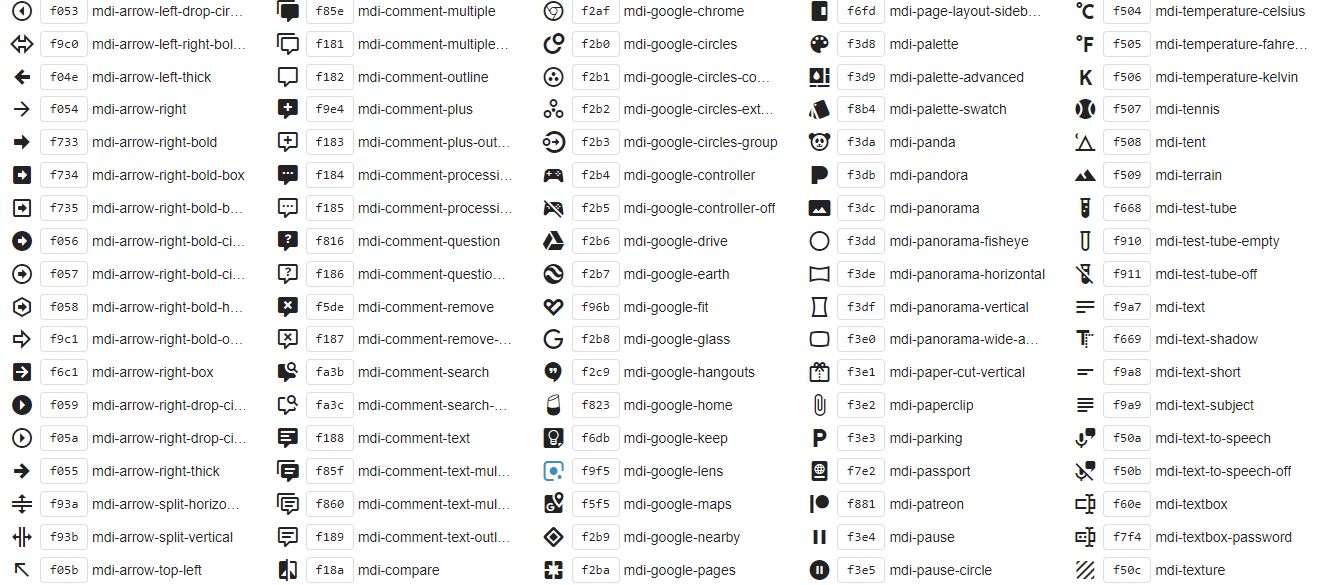 f053 mdi-arrow-left-drop-cir...
f9c0 mdi-arrow-left-right-bol...
f04e mdi-arrow-left-thick
f054 mdi-arrow-right
f733 mdi-arrow-right-bold
f734 mdi-arrow-right-bold-box
f735 mdi-arrow-right-bold-b...
f056 mdi-arrow-right-bold-ci...
f057 mdi-arrow-right-bold-ci...
f058 mdi-arrow-right-bold-h...
f9c1 mdi-arrow-right-bold-o...
f6c1 mdi-arrow-right-box
f059 mdi-arrow-right-drop-ci...
f05a mdi-arrow-right-drop-ci...
f055 mdi-arrow-right-thick
f93a mdi-arrow-split-horizo...
f93b mdi-arrow-split-vertical
f05b mdi-arrow-top-left
f85e mdi-comment-multiple
f181 mdi-comment-multiple...
f182 mdi-comment-outline
f9e4 mdi-comment-plus
f183 mdi-comment-plus-out...
f184 mdi-comment-processi...
f185 mdi-comment-processi...
f816 mdi-comment-question
f186 mdi-comment-questio...
f5de mdi-comment-remove
f187 mdi-comment-remove-...
fa3b mdi-comment-search
fa3c mdi-comment-search-...
f188 mdi-comment-text
f85f mdi-comment-text-mul...
f860 mdi-comment-text-mul...
f189 mdi-comment-text-outl...
f18a mdi-compare
f2af mdi-google-chrome
f2b0 mdi-google-circles
f2b1 mdi-google-circles-co...
f2b2 mdi-google-circles-ext...
f2b3 mdi-google-circles-group
f2b4 mdi-google-controller
f2b5 mdi-google-controller-off
f2b6 mdi-google-drive
f2b7 mdi-google-earth
f96b mdi-google-fit
f2b8 mdi-google-glass
f2c9 mdi-google-hangouts
f823 mdi-google-home
f6db mdi-google-keep
f9f5 mdi-google-lens
f5f5 mdi-google-maps
f2b9 mdi-google-nearby
f2ba mdi-google-pages
f6fd mdi-page-layout-sideb...
f3d8 mdi-palette
f3d9 mdi-palette-advanced
f8b4 mdi-palette-swatch
f3da mdi-panda
f3db mdi-pandora
f3dc mdi-panorama
f3dd mdi-panorama-fisheye
f3de mdi-panorama-horizontal
f3df mdi-panorama-vertical
f3e0 mdi-panorama-wide-a...
f3e1 mdi-paper-cut-vertical
f3e2 mdi-paperclip
P f3e3 mdi-parking
f7e2 mdi-passport
f881 mdi-patreon
f3e4 mdi-pause
f3e5 mdi-pause-circle
°C f504 mdi-temperature-celsius
°F f505 mdi-temperature-fahre...
K f506 mdi-temperature-kelvin
f507 mdi-tennis
f508 mdi-tent
f509 mdi-terrain
f668 mdi-test-tube
f910 mdi-test-tube-empty
f911 mdi-test-tube-off
f9a7 mdi-text
f669 mdi-text-shadow
f9a8 mdi-text-short
f9a9 mdi-text-subject
f50a mdi-text-to-speech
f50b mdi-text-to-speech-off
f60e mdi-textbox
f7f4 mdi-textbox-password
f50c mdi-texture